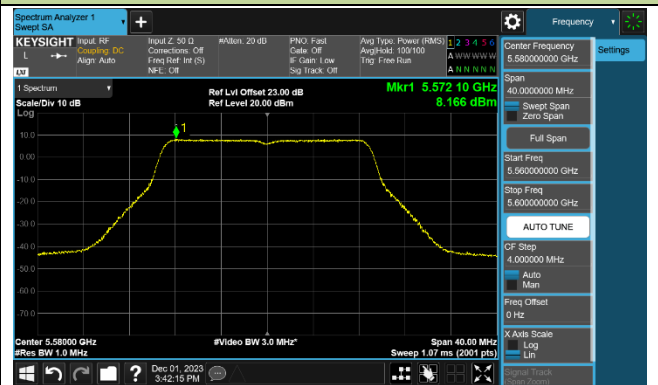 Spectrum Analyzer 1
Swept SA
Frequency
KEYSIGHT
L
LXI
Input: RF
Coupling: DC
Align: Auto
Input Z: 50 Ω
Corrections: Off
Freq Ref: Int (S)
NFE: Off
#Atten: 20 dB
PNO: Fast
Gate: Off
IF Gain: Low
Sig Track: Off
Avg Type: Power (RMS)
Avg|Hold: 100/100
Trig: Free Run
1 2 3 4 5 6
A W W W W W
A N N N N N
1 Spectrum
Scale/Div 10 dB
Log
Ref Lvl Offset 23.00 dB
Ref Level 20.00 dBm
Mkr1 5.572 10 GHz
8.166 dBm
1
10.0
0.00
-10.0
-20.0
-30.0
-40.0
-50.0
-60.0
-70.0
Center 5.58000 GHz
#Res BW 1.0 MHz
#Video BW 3.0 MHz*
Span 40.00 MHz
Sweep 1.07 ms (2001 pts)
Dec 01, 2023
3:42:15 PM
Center Frequency
5.580000000 GHz
Settings
Span
40.0000000 MHz
Swept Span
Zero Span
Full Span
Start Freq
5.560000000 GHz
Stop Freq
5.600000000 GHz
AUTO TUNE
CF Step
4.000000 MHz
Auto
Man
Freq Offset
0 Hz
X Axis Scale
Log
Lin
Signal Track
(Span Zoom)